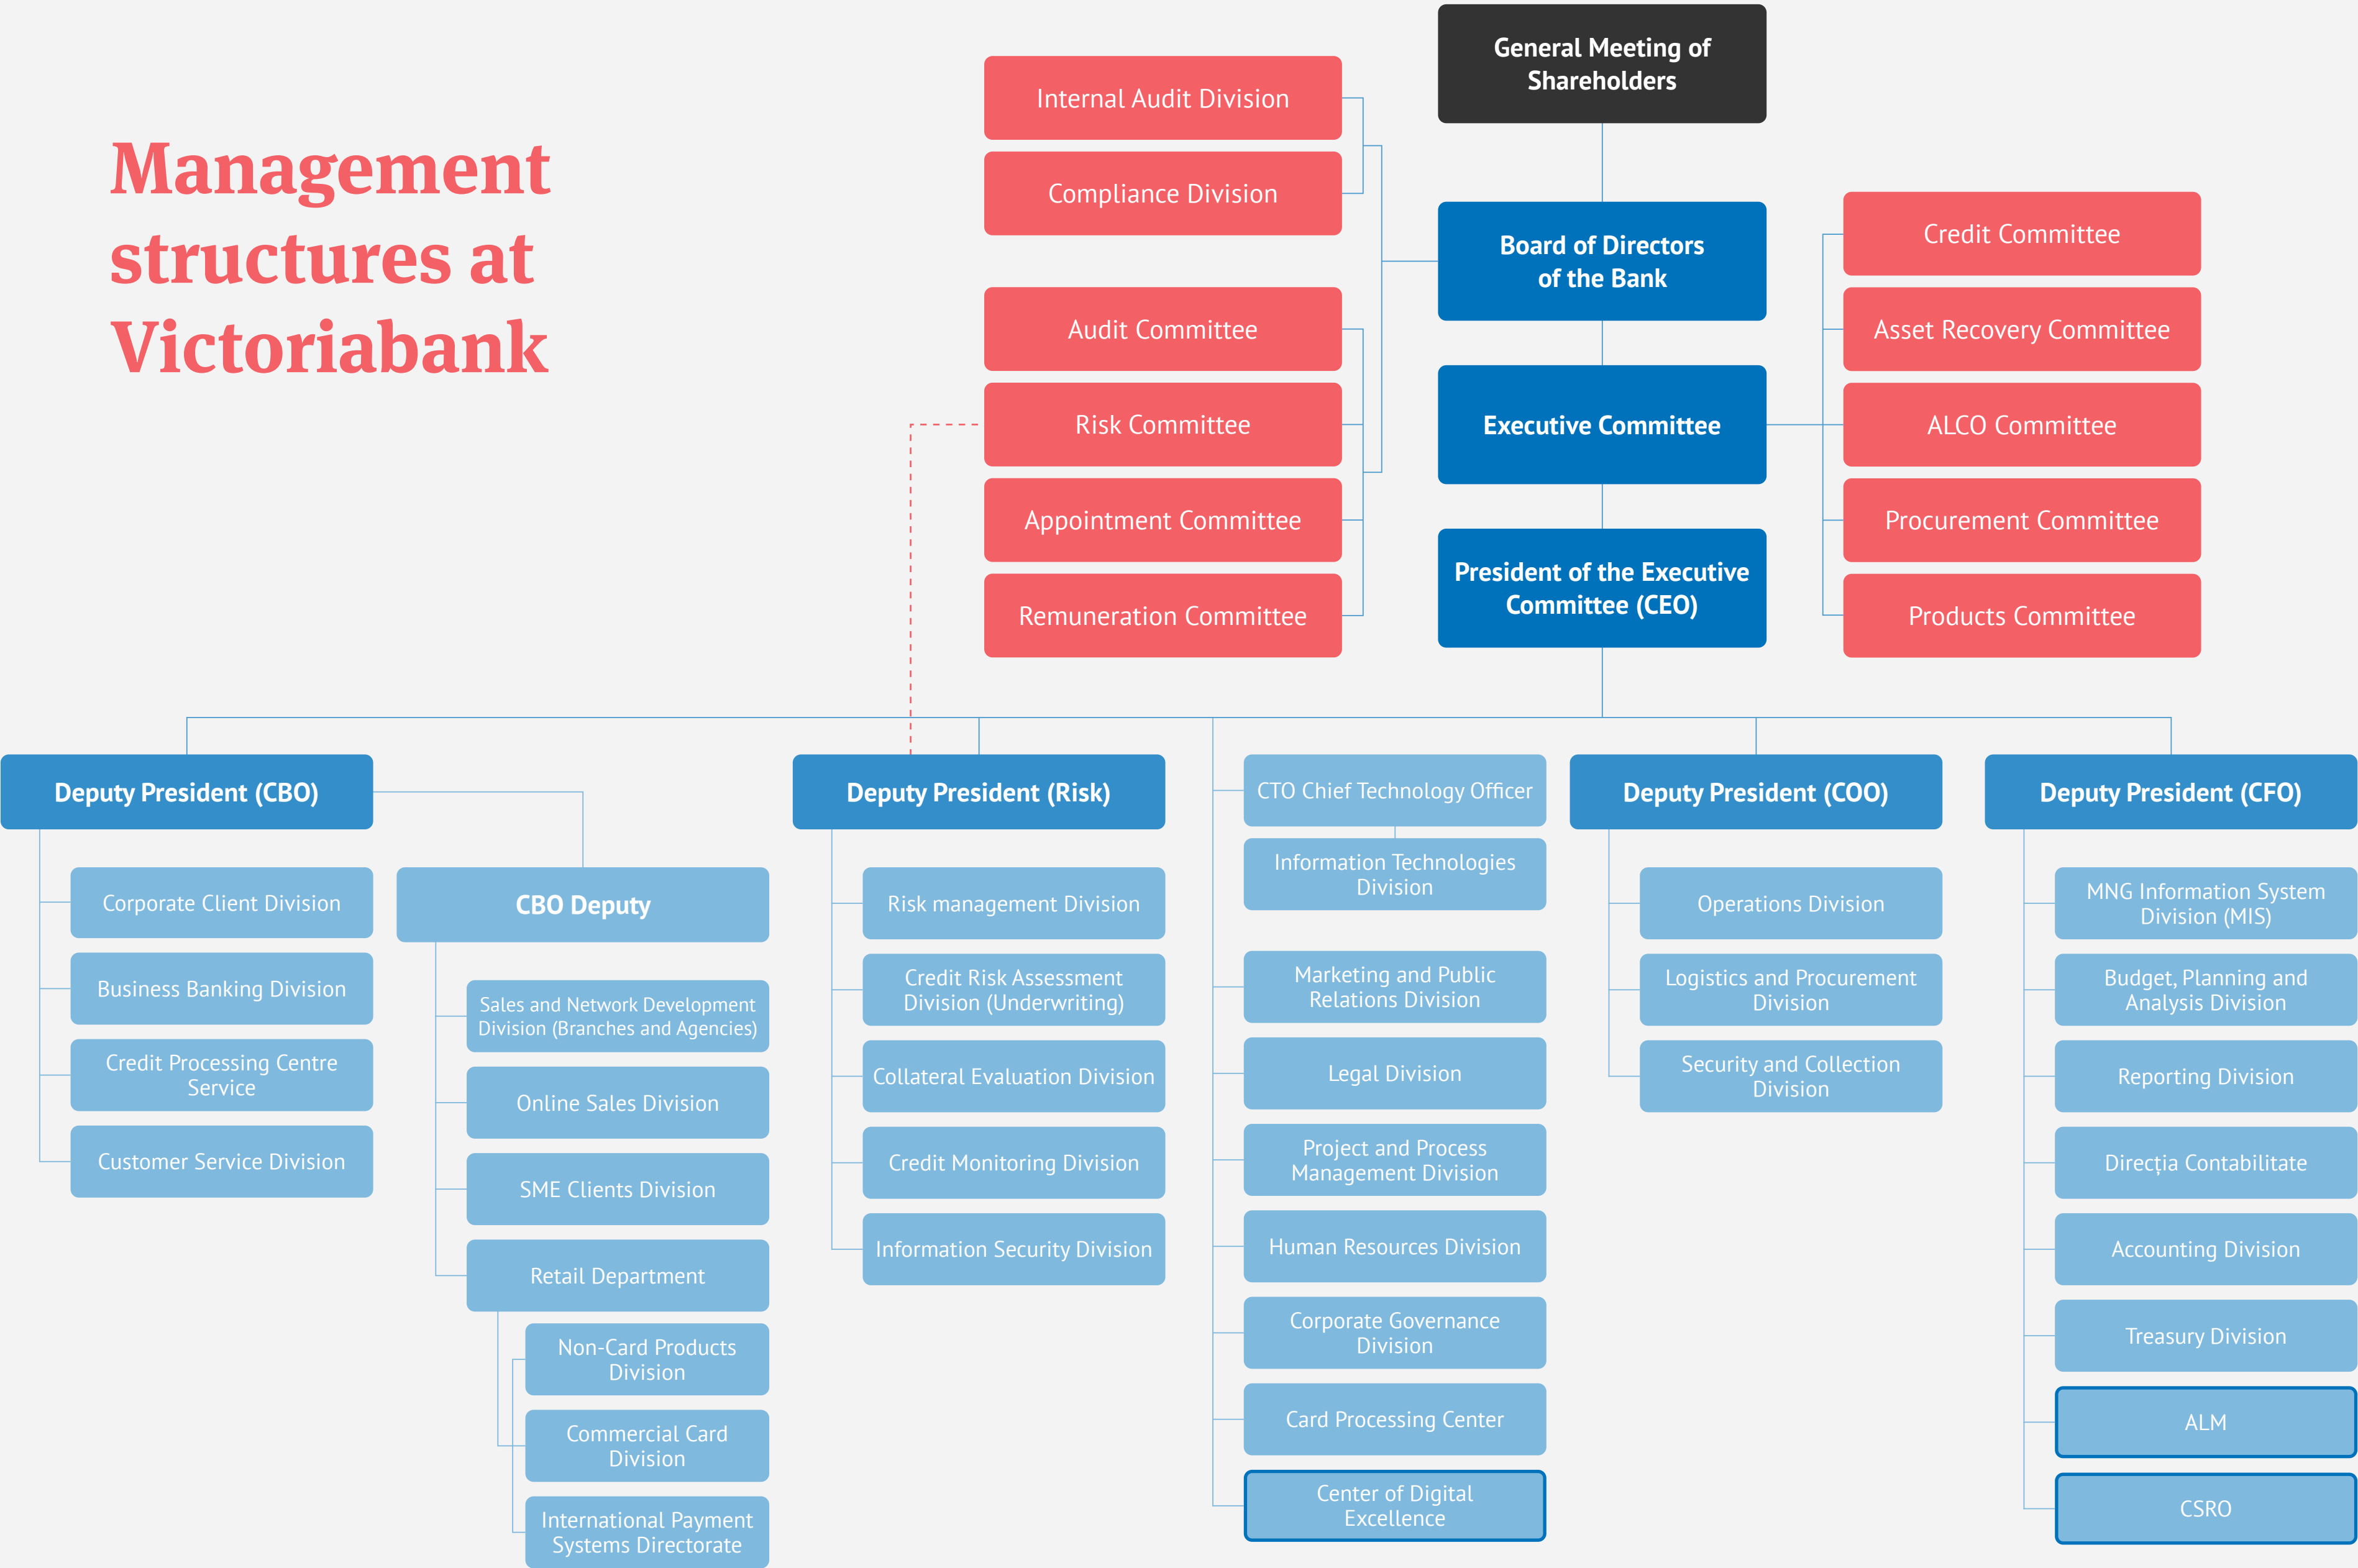 Management
structures at
Victoriabank
General Meeting of
Shareholders
Internal Audit Division
Compliance Division
Board of Directors
of the Bank
Credit Committee
Audit Committee
Asset Recovery Committee
Risk Committee
Executive Committee
ALCO Committee
Appointment Committee
Procurement Committee
President of the Executive
Committee (CEO)
Remuneration Committee
Products Committee
Deputy President (CBO)
Corporate Client Division
Business Banking Division
Credit Processing Centre
Service
Customer Service Division
CBO Deputy
Sales and Network Development
Division (Branches and Agencies)
Online Sales Division
SME Clients Division
Retail Department
Non-Card Products
Division
Commercial Card
Division
International Payment
Systems Directorate
Deputy President (Risk)
Risk management Division
Credit Risk Assessment
Division (Underwriting)
Collateral Evaluation Division
Credit Monitoring Division
Information Security Division
CTO Chief Technology Officer
Information Technologies
Division
Marketing and Public
Relations Division
Legal Division
Project and Process
Management Division
Human Resources Division
Corporate Governance
Division
Card Processing Center
Center of Digital
Excellence
Deputy President (COO)
Operations Division
Logistics and Procurement
Division
Security and Collection
Division
Deputy President (CFO)
MNG Information System
Division (MIS)
Budget, Planning and
Analysis Division
Reporting Division
Direcția Contabilitate
Accounting Division
Treasury Division
ALM
CSRO